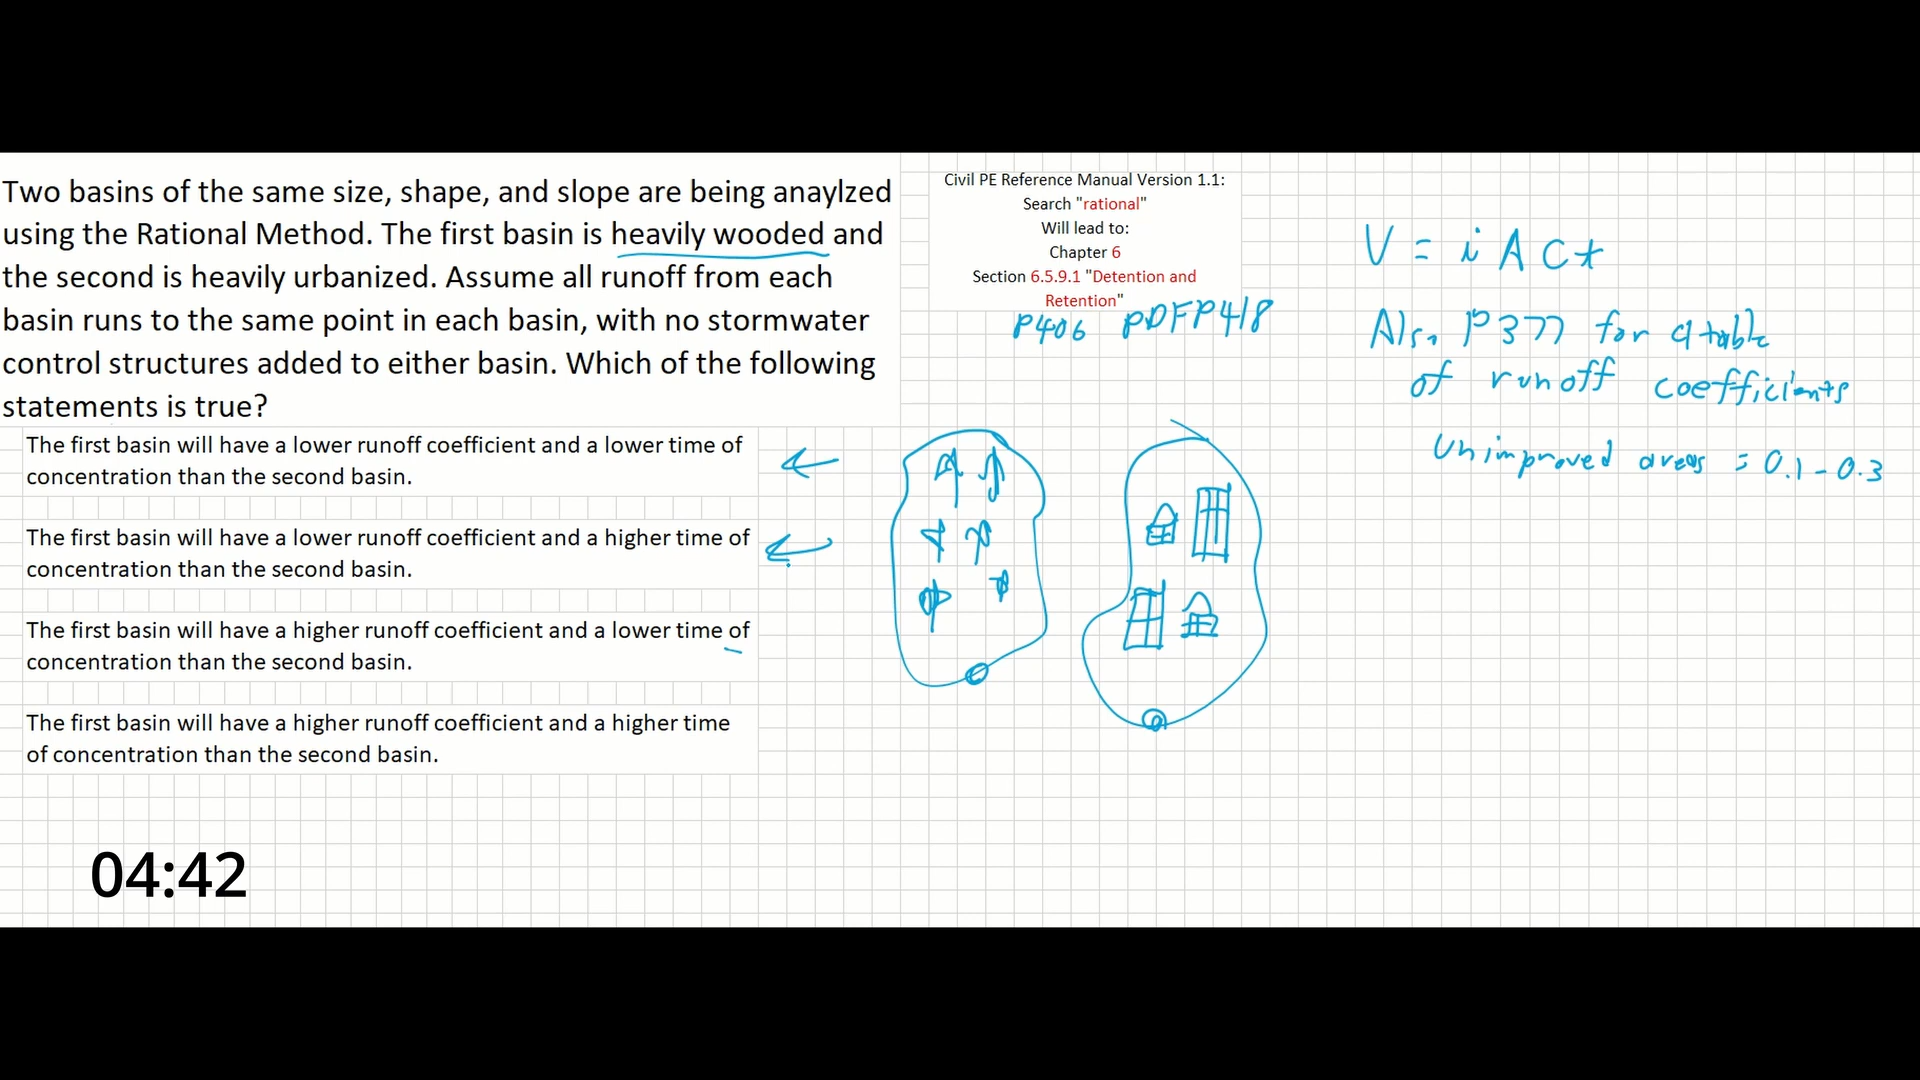 Two basins of the same size, shape, and slope are being anaylzed
using the Rational Method. The first basin is heavily wooded and
the second is heavily urbanized. Assume all runoff from each
basin runs to the same point in each basin, with no stormwater
control structures added to either basin. Which of the following
statements is true?
The first basin will have a lower runoff coefficient and a lower time of
concentration than the second basin.
The first basin will have a lower runoff coefficient and a higher time of
concentration than the second basin.
The first basin will have a higher runoff coefficient and a lower time of
concentration than the second basin.
The first basin will have a higher runoff coefficient and a higher time
of concentration than the second basin.
04:42
Civil PE Reference Manual Version 1.1:
Search "rational"
Will lead to:
Chapter 6
Section 6.5.9.1 "Detention and
Retention"
P406 PDFP418
V = i A C t
Also P377 for a table
of runoff coefficients
Unimproved areas = 0.1 - 0.3